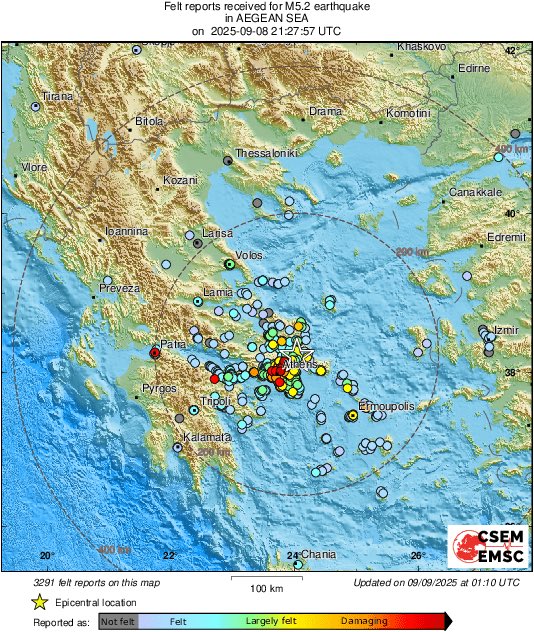 Felt reports received for M5.2 earthquake
in AEGEAN SEA
on 2025-09-08 21:27:57 UTC
42°
Khaskovo
Edirne
Tirana
Drama
Komotini
Bitola
400 km
Thessaloniki
Vlore
Kozani
Canakkale
40°
Ioannina
Larisa
Edremit
Volos
200 km
Preveza
Lamia
Izmir
Patra
Athens
38°
Pyrgos
Tripoli
Ermoupolis
Kalamata
200 km
400 km
20°
22
24°
26°
Chania
CSEM
EMSC
3291 felt reports on this map
100 km
Updated on 09/09/2025 at 01:10 UTC
Epicentral location
Reported as: Not felt Felt Largely felt Damaging